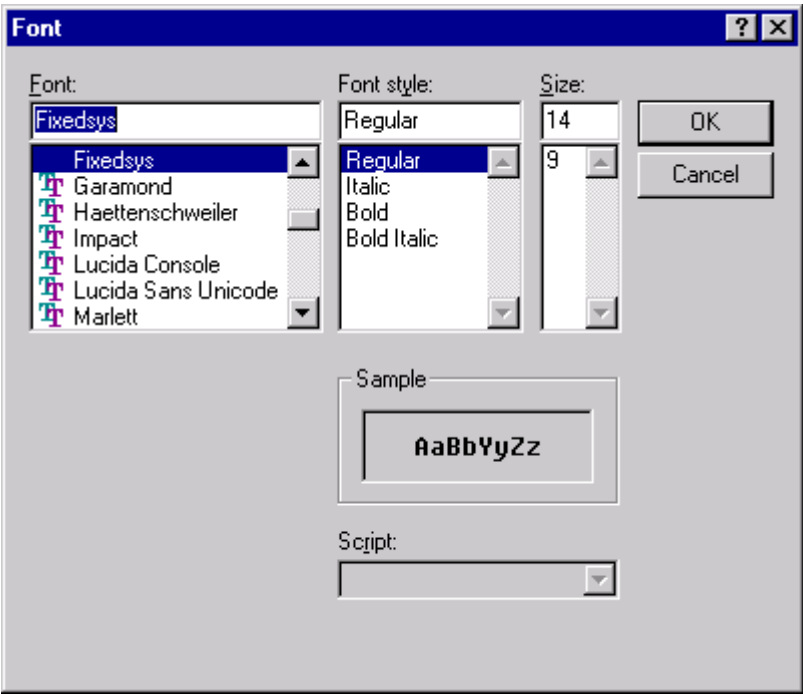 Font
Font:
Fixedsys
Fixedsys
Garamond
Haettenschweiler
Impact
Lucida Console
Lucida Sans Unicode
Marlett
Font style:
Regular
Regular
Italic
Bold
Bold Italic
Size:
14
9
OK
Cancel
Sample
AaBbYyZz
Script: